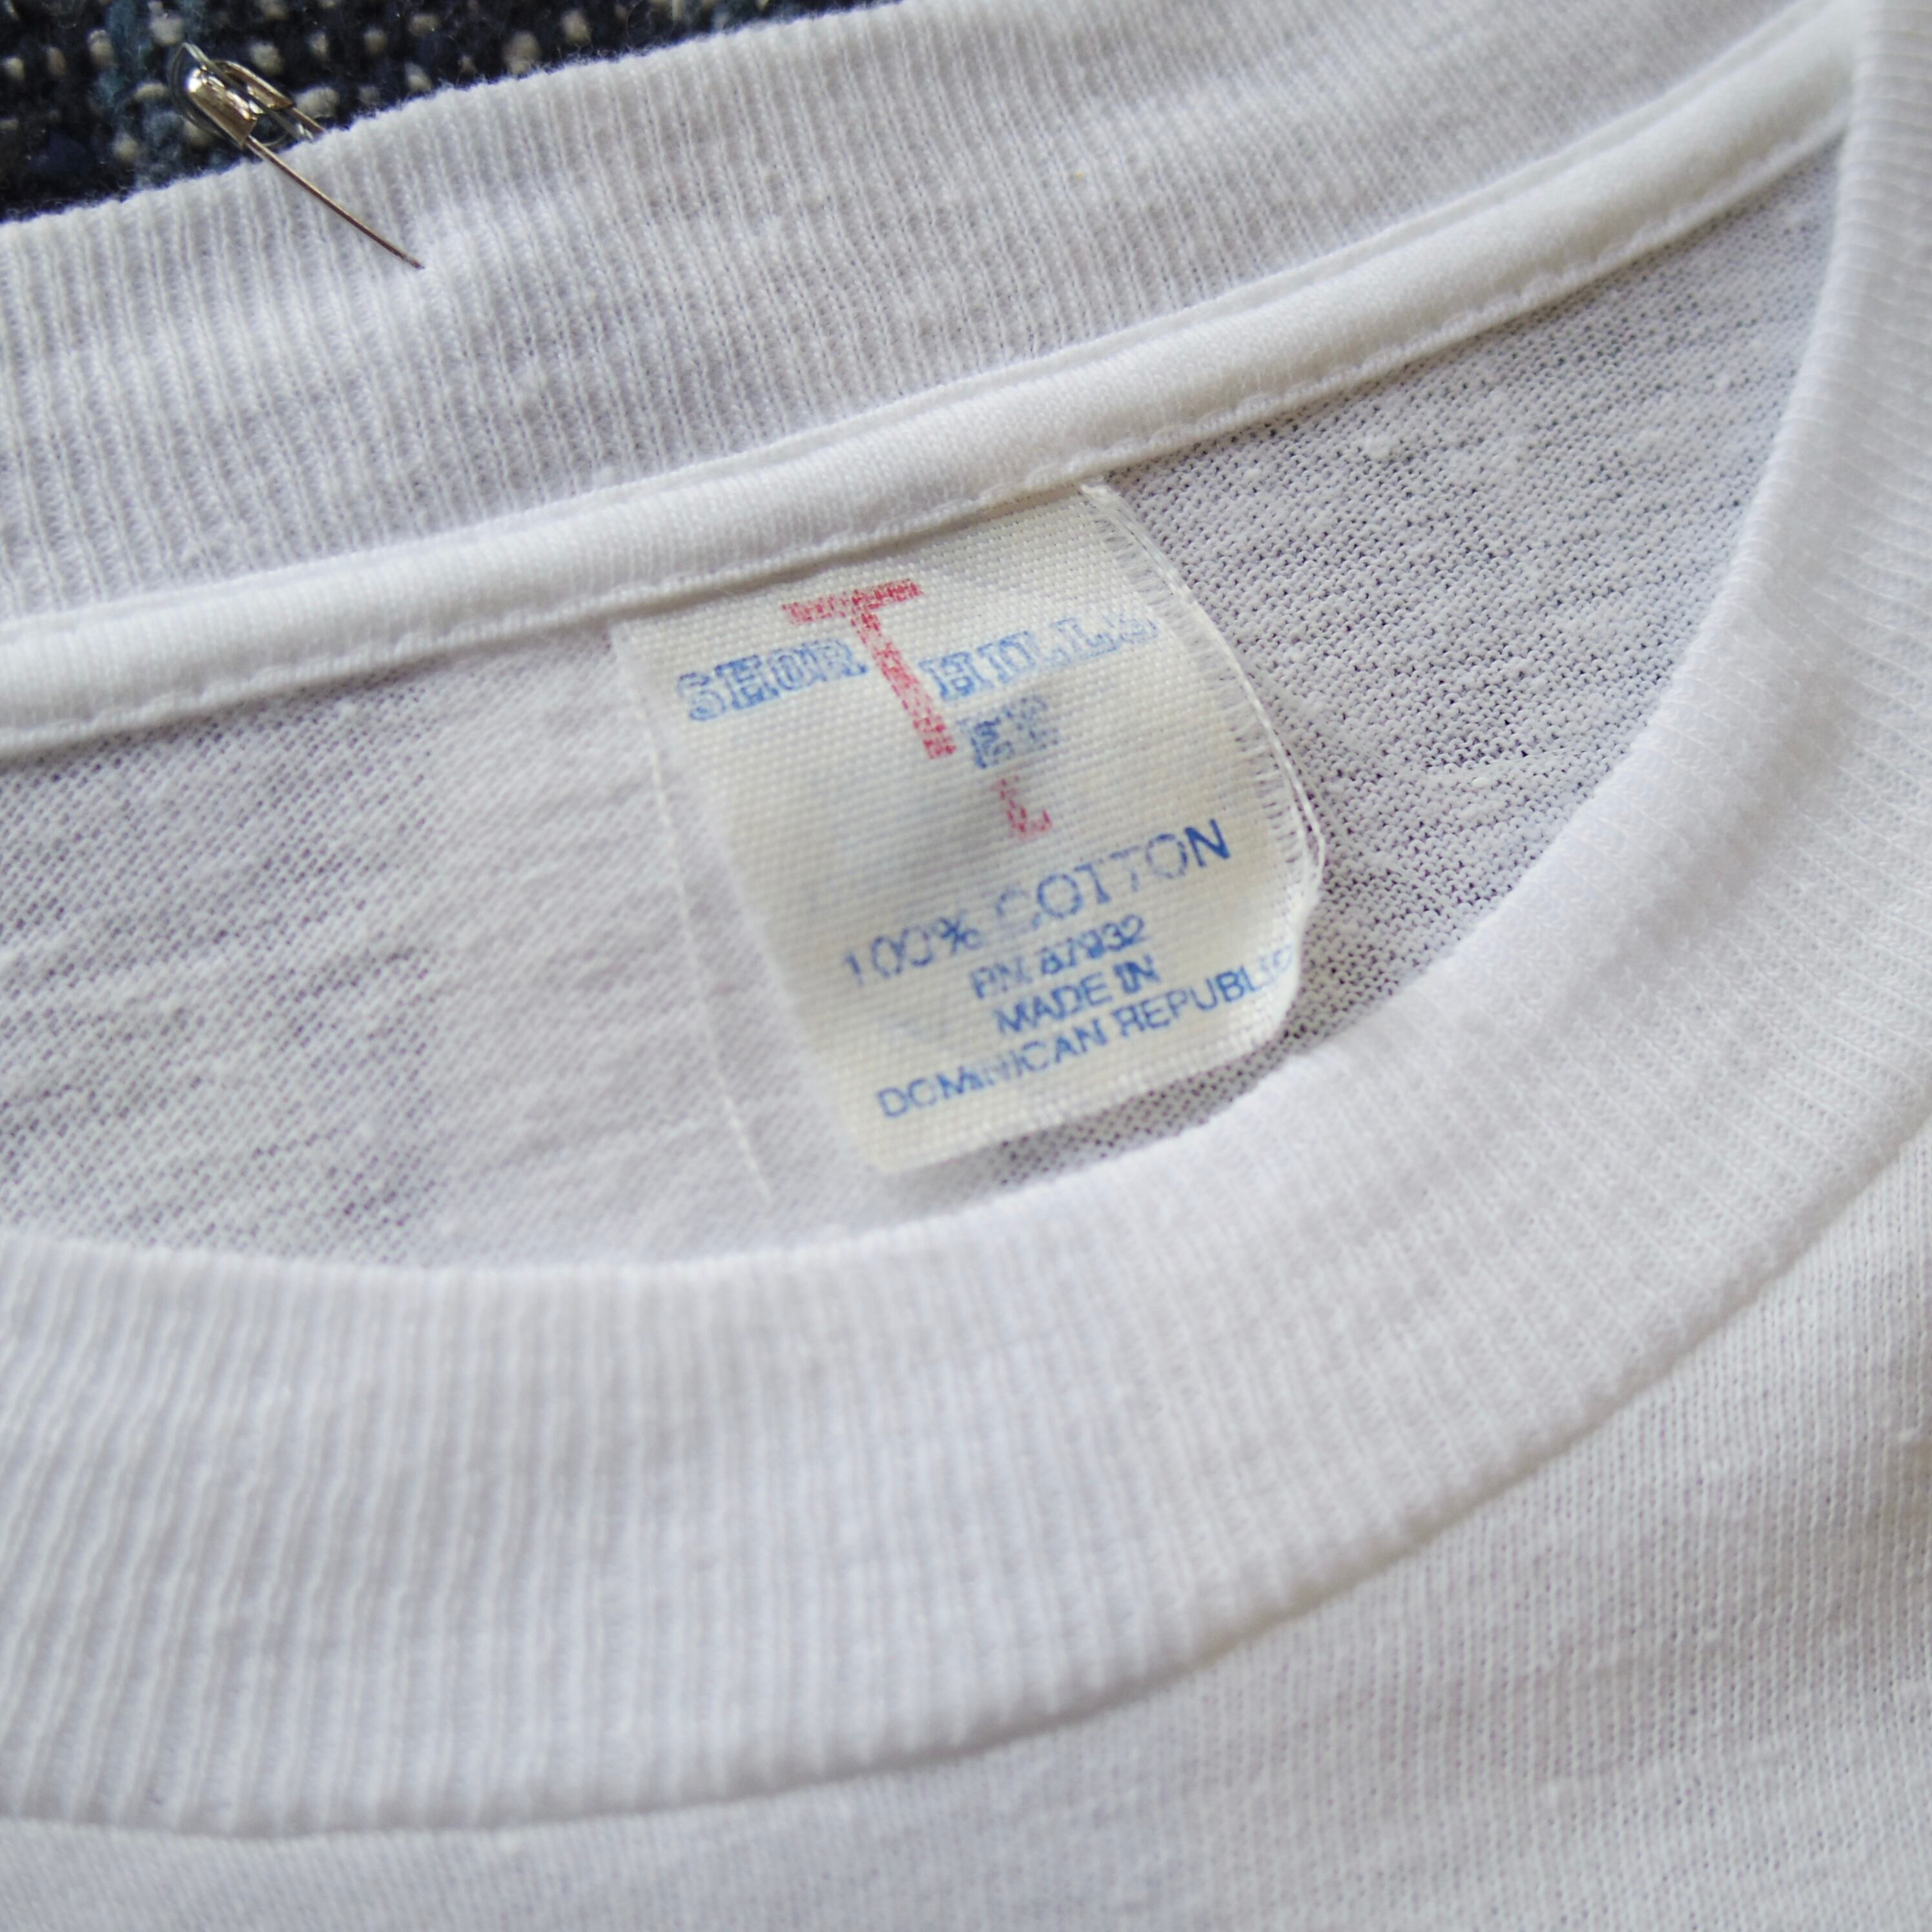 SHORT HILLS
TEE
L
100% COTTON
RN 87932
MADE IN
DOMINICAN REPUBLIC